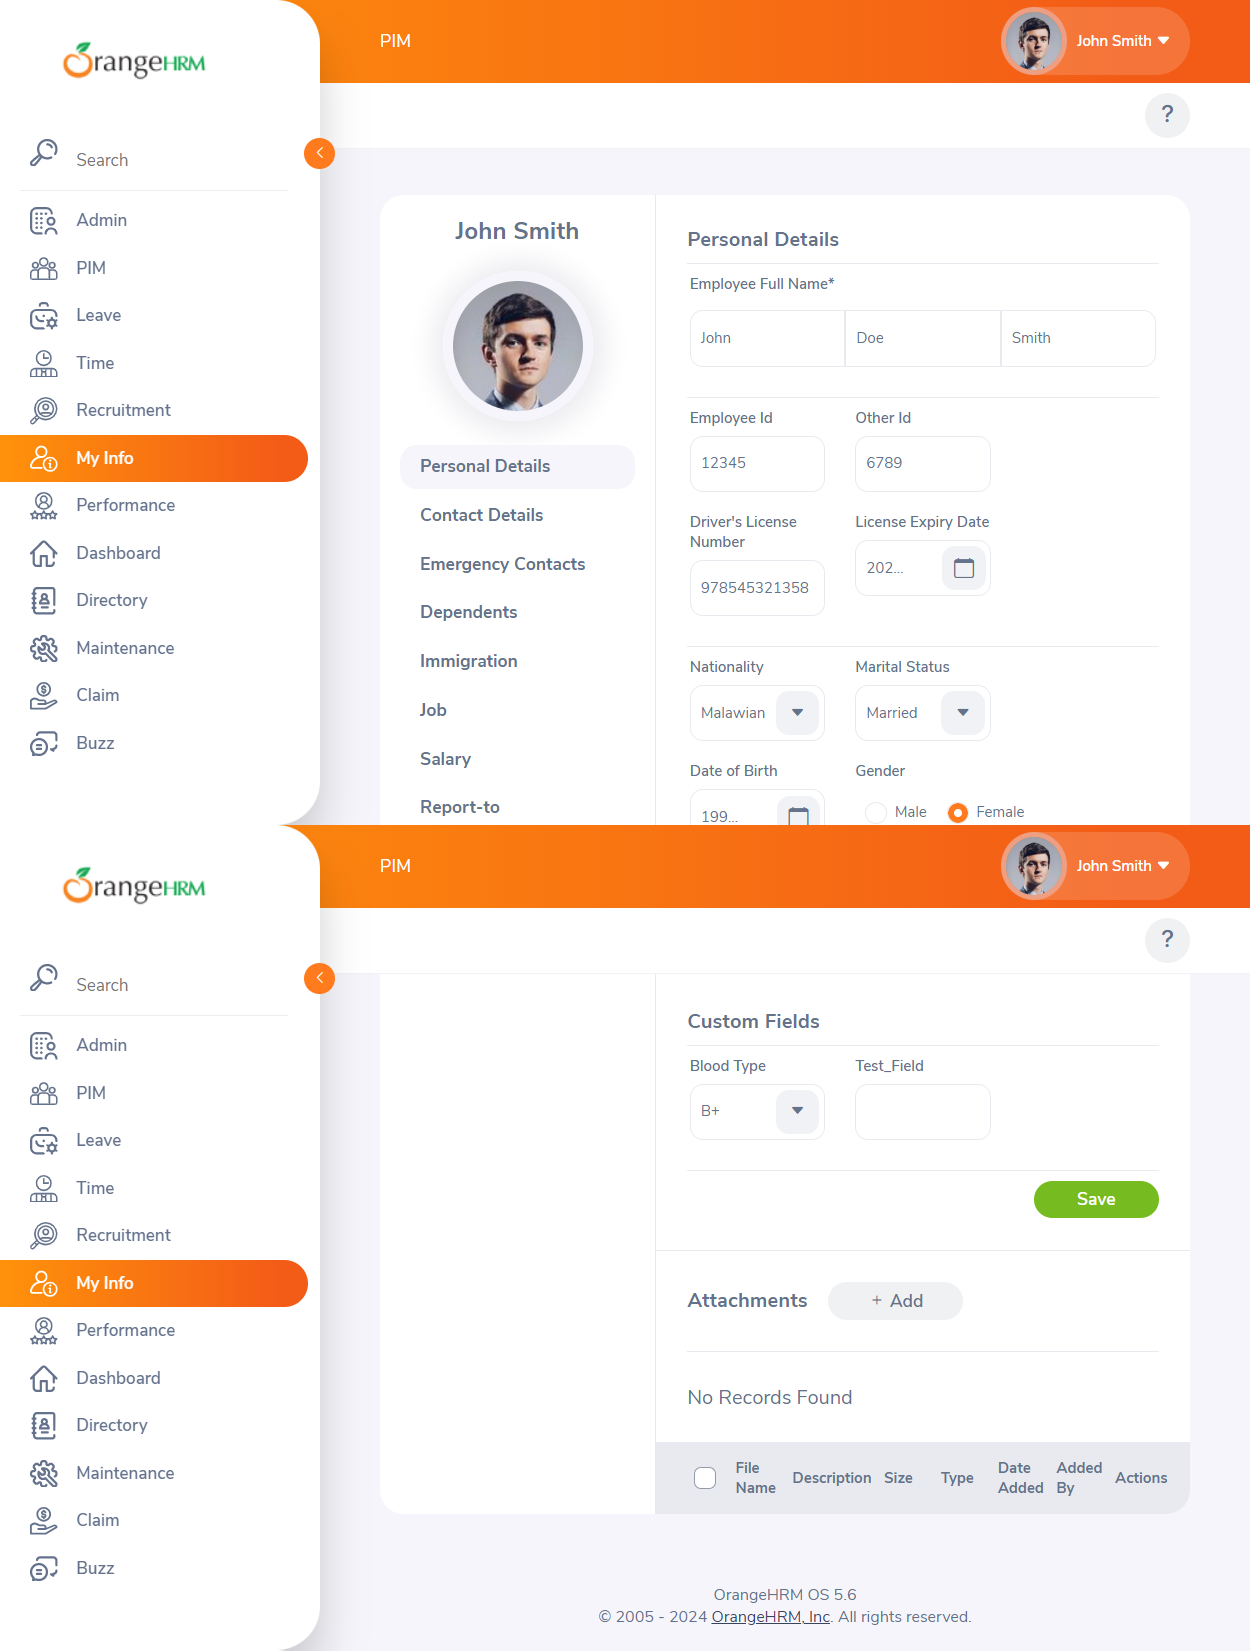 OrangeHRM
PIM
John Smith
?
Search
Admin
PIM
Leave
Time
Recruitment
My Info
Performance
Dashboard
Directory
Maintenance
Claim
Buzz
John Smith
Personal Details
Contact Details
Emergency Contacts
Dependents
Immigration
Job
Salary
Report-to
Personal Details
Employee Full Name*
John Doe Smith
Employee Id Other Id
12345 6789
Driver's License License Expiry Date
Number
978545321358 202...
Nationality Marital Status
Malawian Married
Date of Birth Gender
199... Male Female
OrangeHRM
PIM
John Smith
?
Search
Admin
PIM
Leave
Time
Recruitment
My Info
Performance
Dashboard
Directory
Maintenance
Claim
Buzz
Custom Fields
Blood Type Test_Field
B+
Save
Attachments + Add
No Records Found
File Name Description Size Type Date Added Added By Actions
OrangeHRM OS 5.6
© 2005 - 2024 OrangeHRM, Inc. All rights reserved.